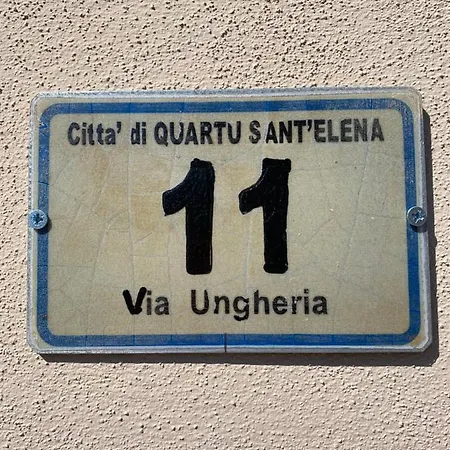 Citta' di QUARTU SANT'ELENA
11
Via Ungheria